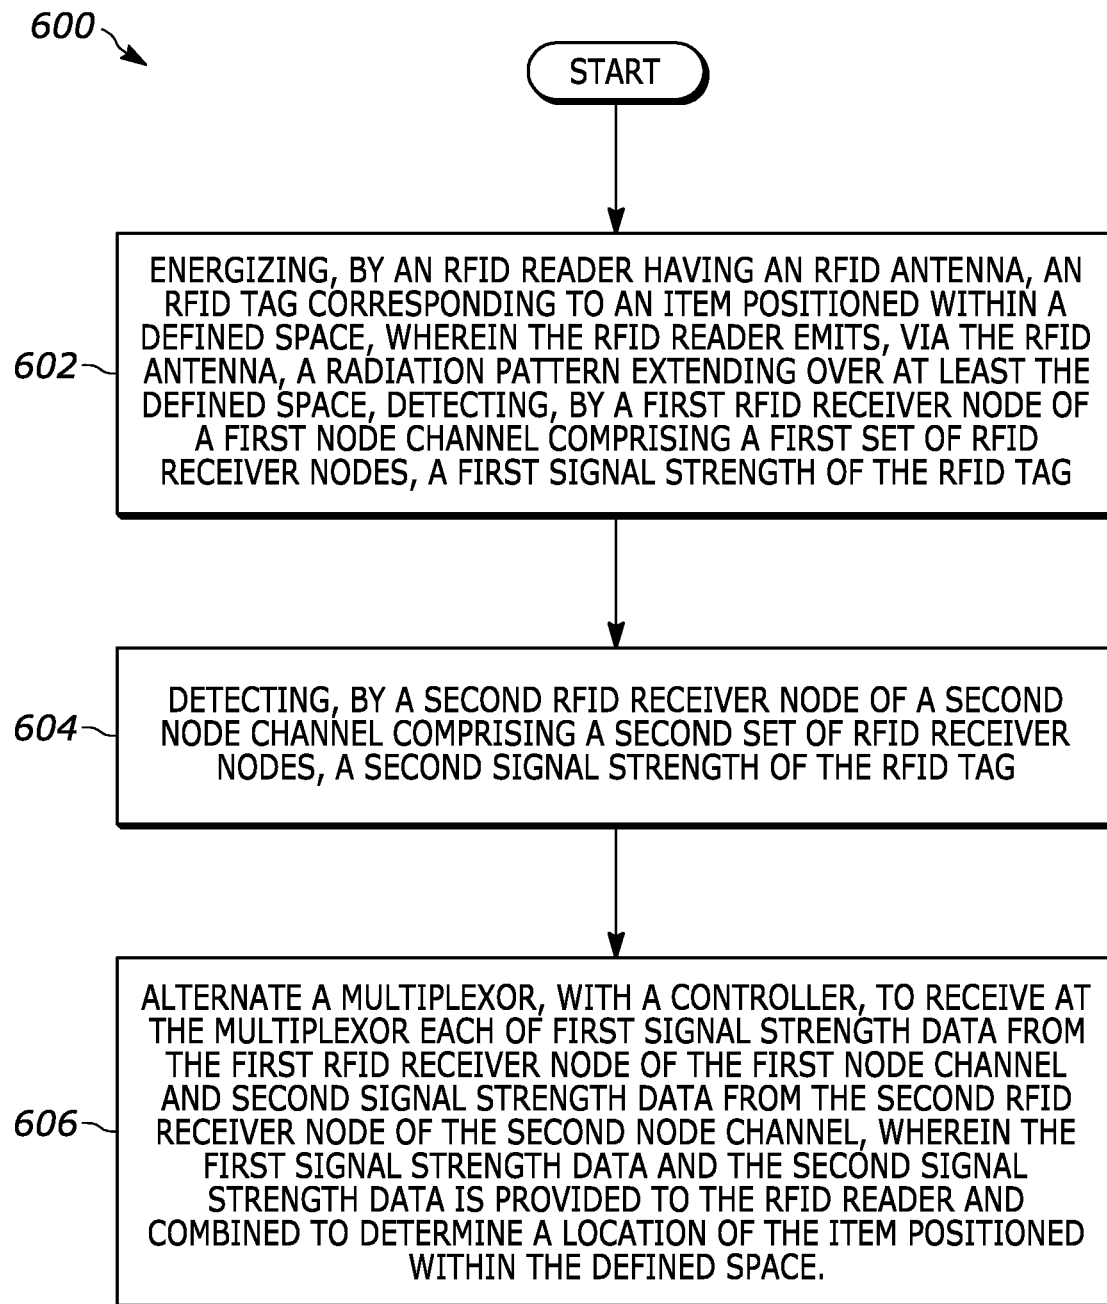 600
START
602
ENERGIZING, BY AN RFID READER HAVING AN RFID ANTENNA, AN
RFID TAG CORRESPONDING TO AN ITEM POSITIONED WITHIN A
DEFINED SPACE, WHEREIN THE RFID READER EMITS, VIA THE RFID
ANTENNA, A RADIATION PATTERN EXTENDING OVER AT LEAST THE
DEFINED SPACE, DETECTING, BY A FIRST RFID RECEIVER NODE OF
A FIRST NODE CHANNEL COMPRISING A FIRST SET OF RFID
RECEIVER NODES, A FIRST SIGNAL STRENGTH OF THE RFID TAG
604
DETECTING, BY A SECOND RFID RECEIVER NODE OF A SECOND
NODE CHANNEL COMPRISING A SECOND SET OF RFID RECEIVER
NODES, A SECOND SIGNAL STRENGTH OF THE RFID TAG
606
ALTERNATE A MULTIPLEXOR, WITH A CONTROLLER, TO RECEIVE AT
THE MULTIPLEXOR EACH OF FIRST SIGNAL STRENGTH DATA FROM
THE FIRST RFID RECEIVER NODE OF THE FIRST NODE CHANNEL
AND SECOND SIGNAL STRENGTH DATA FROM THE SECOND RFID
RECEIVER NODE OF THE SECOND NODE CHANNEL, WHEREIN THE
FIRST SIGNAL STRENGTH DATA AND THE SECOND SIGNAL
STRENGTH DATA IS PROVIDED TO THE RFID READER AND
COMBINED TO DETERMINE A LOCATION OF THE ITEM POSITIONED
WITHIN THE DEFINED SPACE.